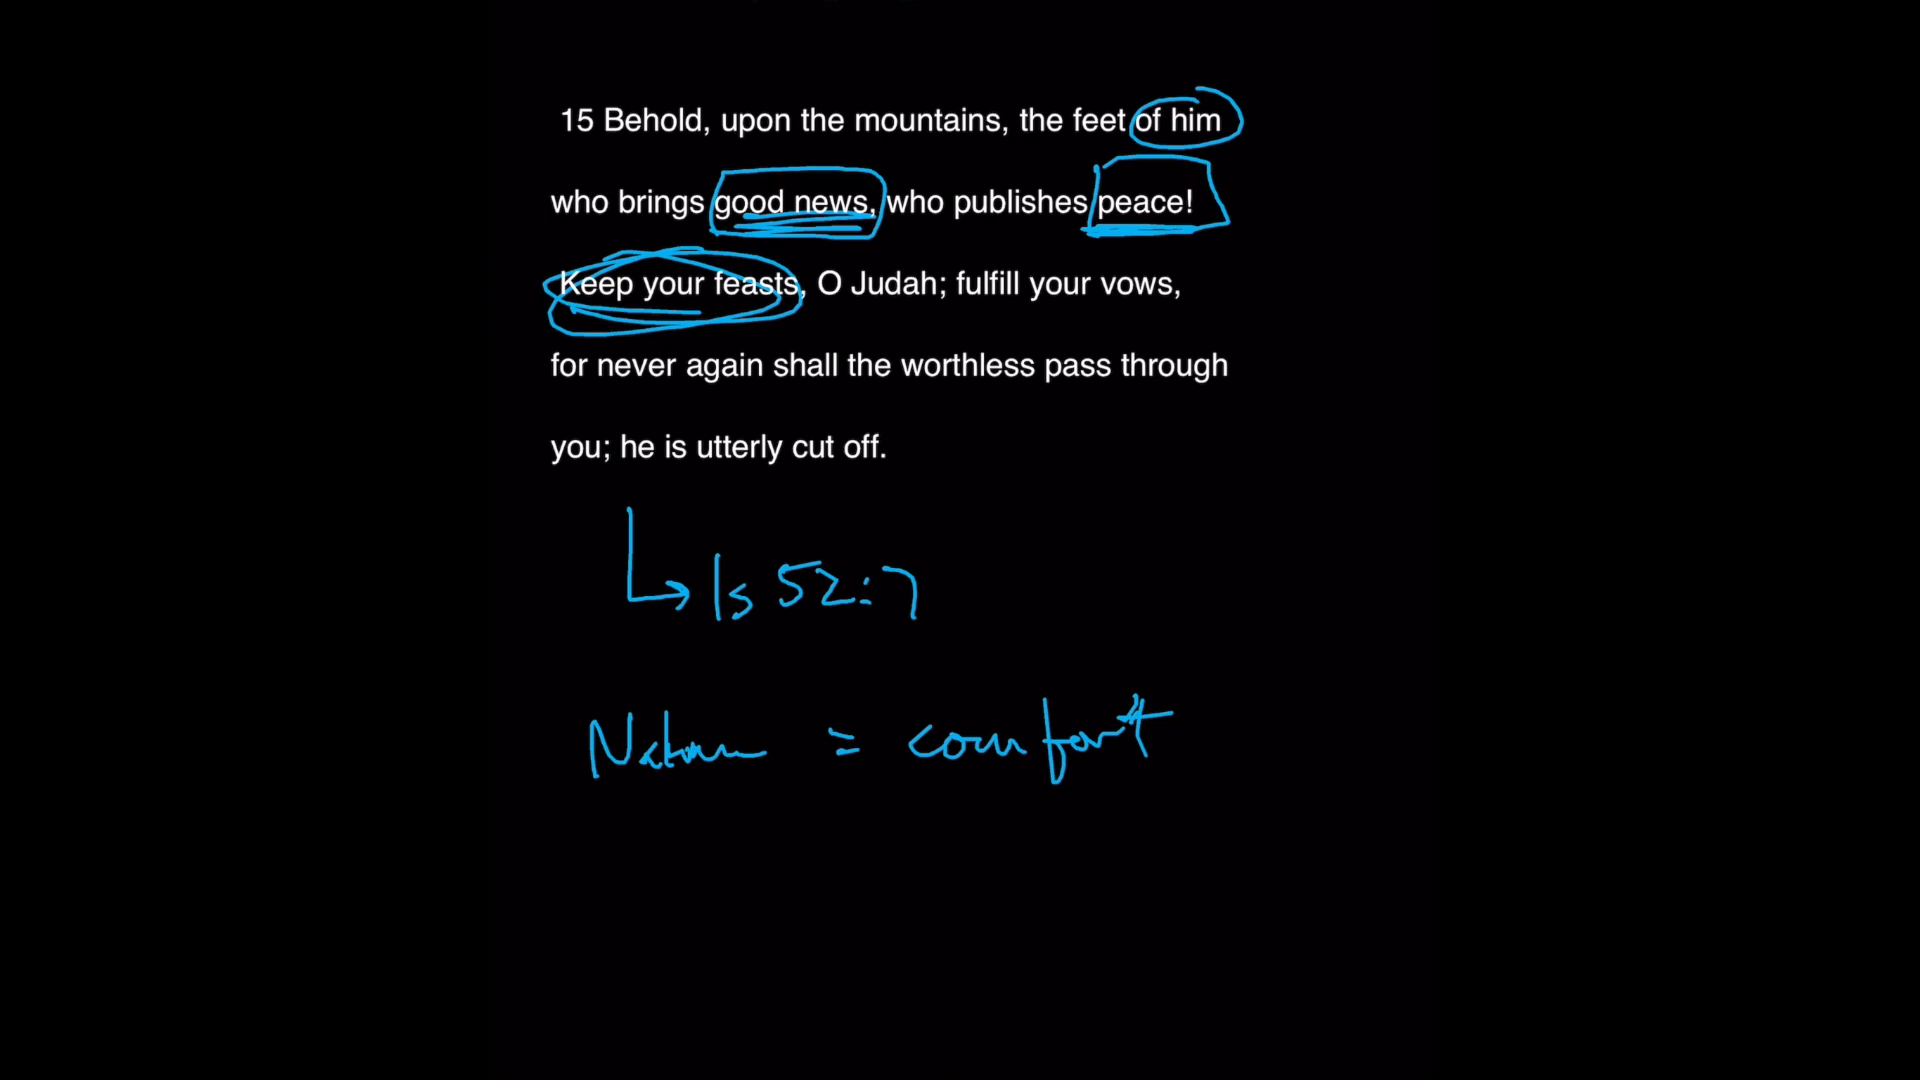 15 Behold, upon the mountains, the feet of him
who brings good news, who publishes peace!
Keep your feasts, O Judah; fulfill your vows,
for never again shall the worthless pass through
you; he is utterly cut off.
Is 52:7
= comfort